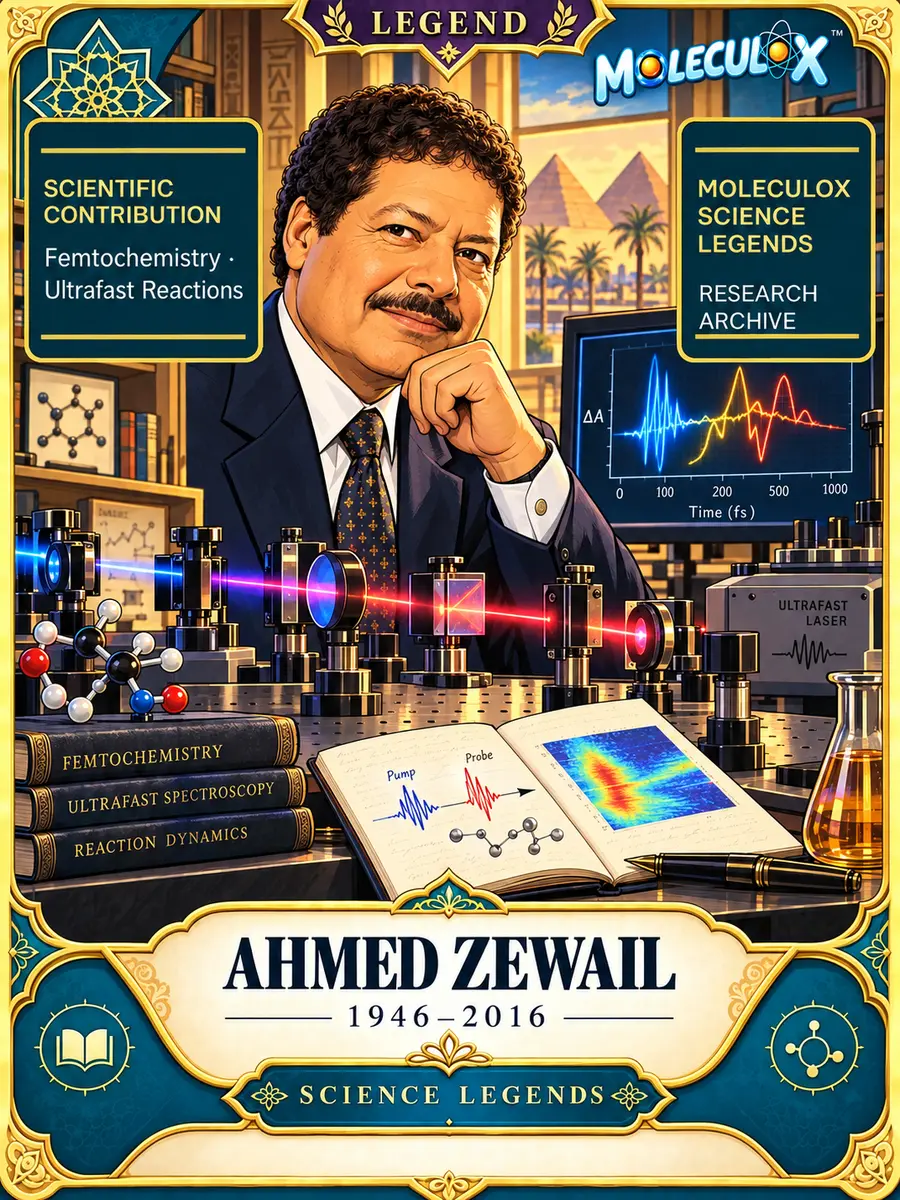 LEGEND
MOLECULOX™
SCIENTIFIC
CONTRIBUTION
Femtochemistry ·
Ultrafast Reactions
MOLECULOX
SCIENCE
LEGENDS
RESEARCH
ARCHIVE
ΔA
0 100 200 500 1000
Time (fs)
ULTRAFAST
LASER
FEMTOCHEMISTRY
ULTRAFAST SPECTROSCOPY
REACTION DYNAMICS
Pump
Probe
AHMED ZEWAIL
1946–2016
SCIENCE LEGENDS